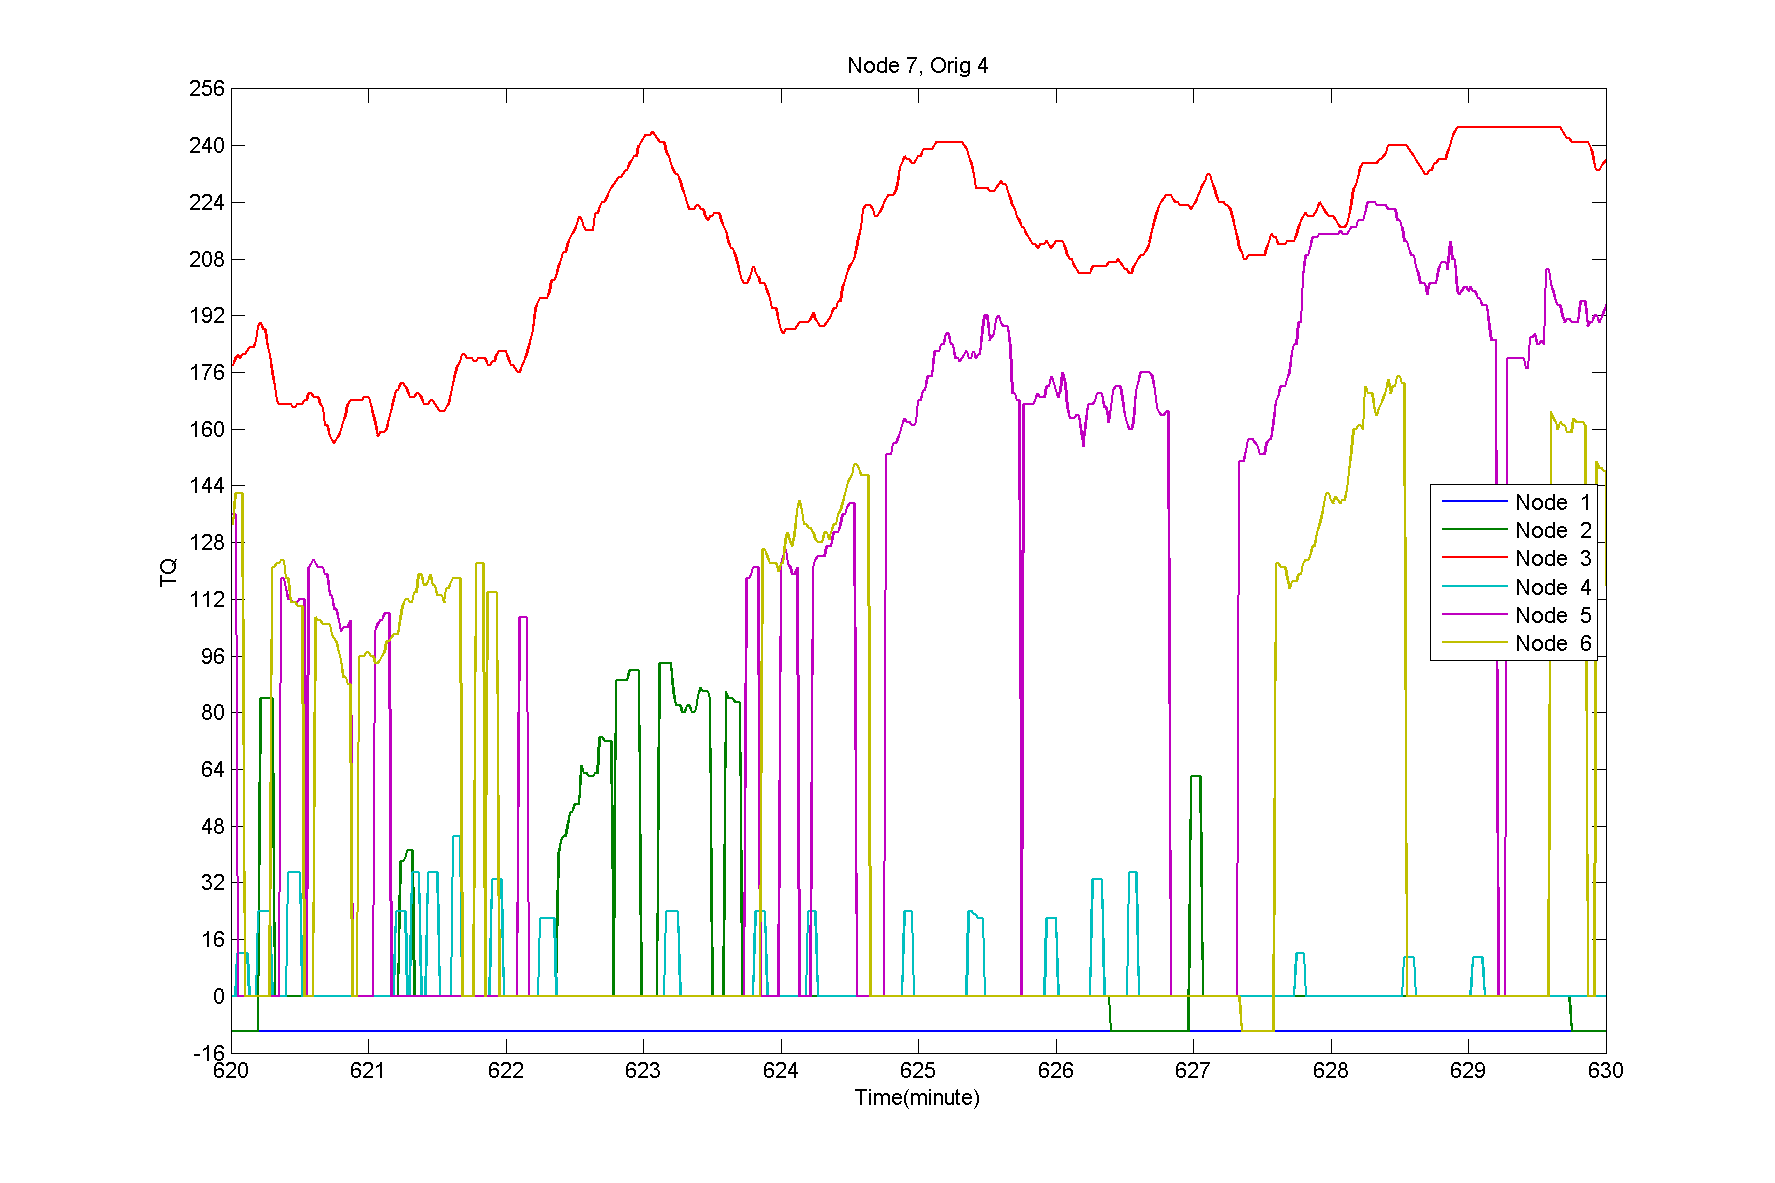 Node 7, Orig 4
256
240
224
208
192
176
160
144
128
112
96
80
64
48
32
16
0
-16
TQ
Node 1
Node 2
Node 3
Node 4
Node 5
Node 6
620 621 622 623 624 625 626 627 628 629 630
Time(minute)